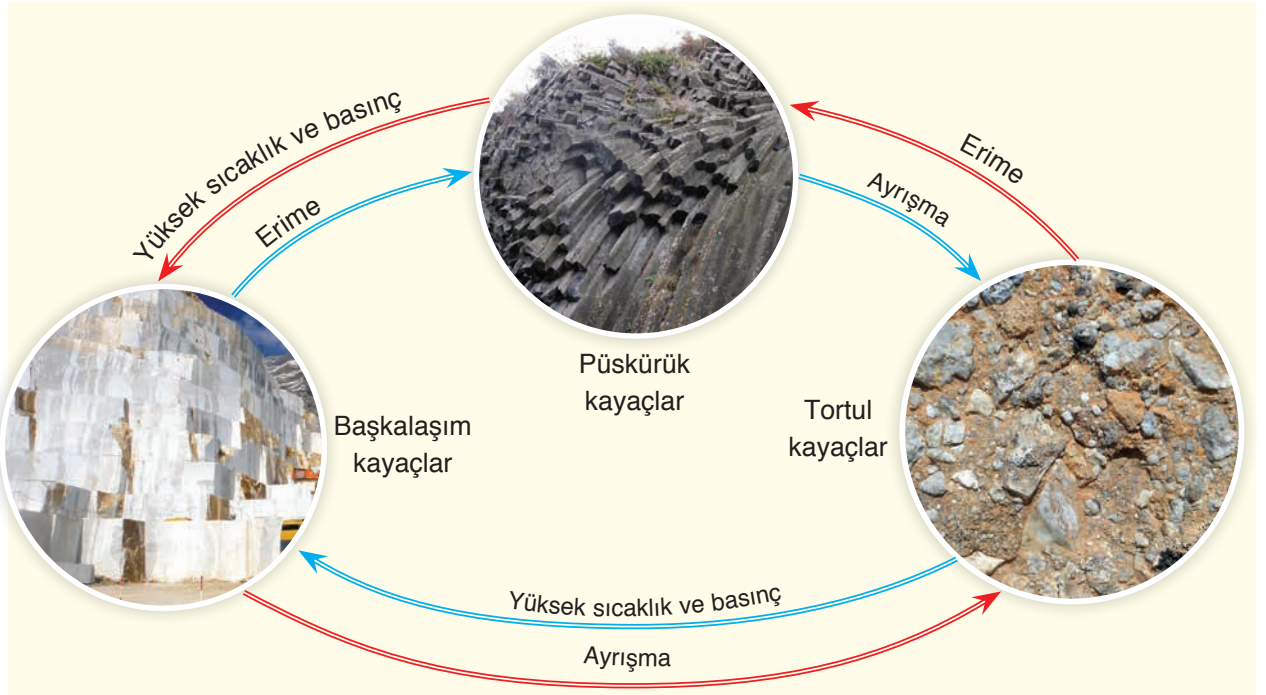 Yüksek sıcaklık ve basınç
Erime
Erime
Ayrışma
Püskürük
kayaçlar
Başkalaşım
kayaçlar
Tortul
kayaçlar
Yüksek sıcaklık ve basınç
Ayrışma